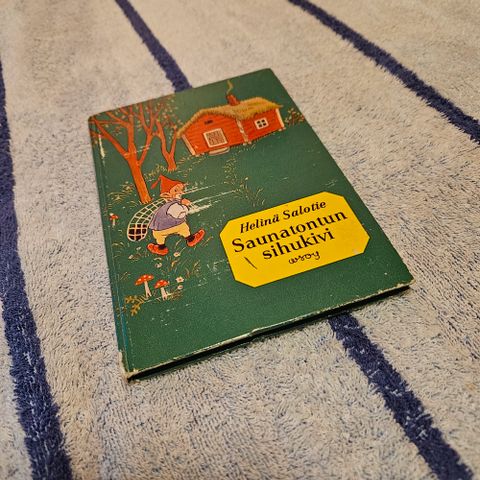 Helinä Salotie
Saunatontun
sihukivi
wsoy